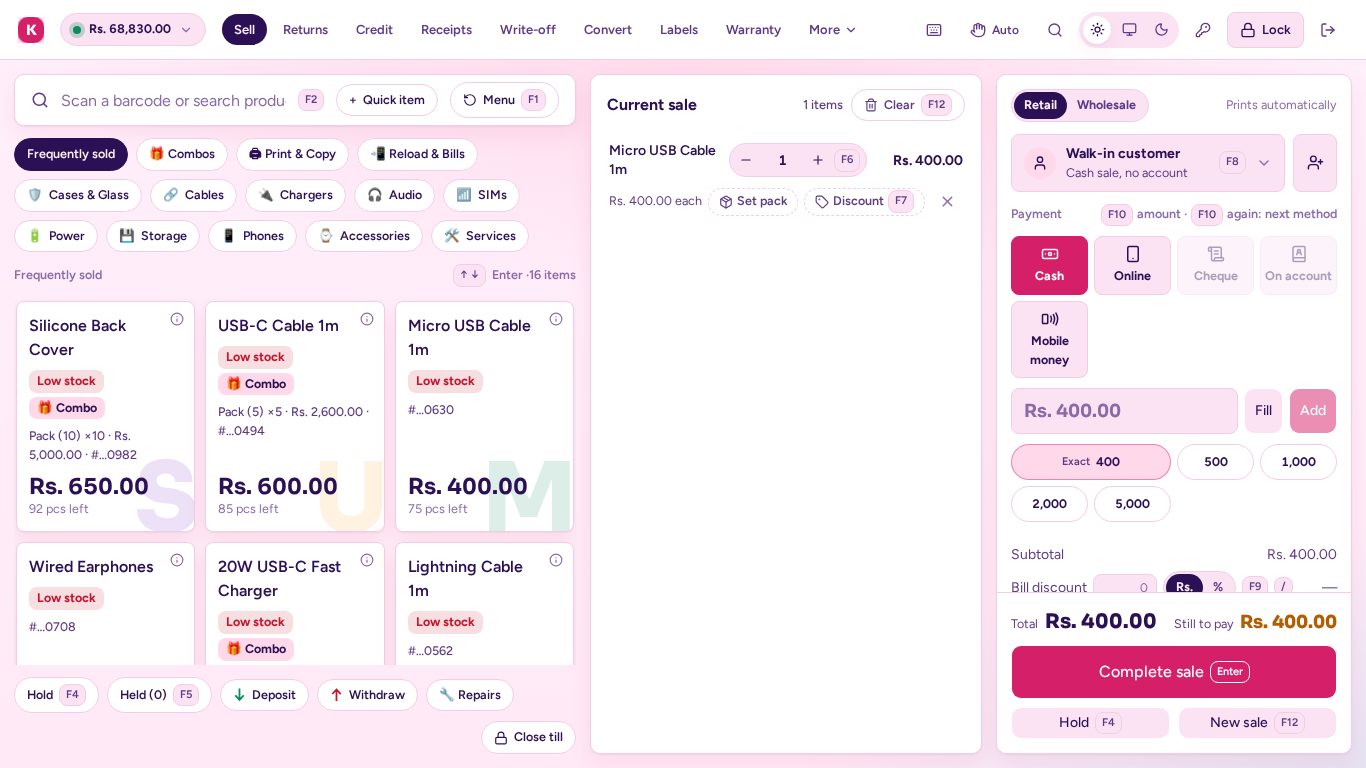 K
Rs. 68,830.00
Sell
Returns
Credit
Receipts
Write-off
Convert
Labels
Warranty
More
Auto
Lock
Scan a barcode or search produ
F2
+ Quick item
Menu F1
Frequently sold
🎁 Combos
🖨 Print & Copy
📲 Reload & Bills
🛡️ Cases & Glass
🔗 Cables
🔌 Chargers
🎧 Audio
📶 SIMs
🔋 Power
💾 Storage
📱 Phones
⌚ Accessories
🛠️ Services
Frequently sold
↑ ↓ Enter ·16 items
Silicone Back
Cover
Low stock
🎁 Combo
Pack (10) ×10 · Rs.
5,000.00 · #…0982
Rs. 650.00
S
92 pcs left
USB-C Cable 1m
Low stock
🎁 Combo
Pack (5) ×5 · Rs. 2,600.00 ·
#…0494
Rs. 600.00
U
85 pcs left
Micro USB Cable
1m
Low stock
#…0630
Rs. 400.00
M
75 pcs left
Wired Earphones
Low stock
#…0708
20W USB-C Fast
Charger
Low stock
🎁 Combo
Lightning Cable
1m
Low stock
#…0562
Hold F4
Held (0) F5
↓ Deposit
↑ Withdraw
🔧 Repairs
Close till
Current sale
1 items
Clear F12
Micro USB Cable
1m
− 1 + F6
Rs. 400.00
Rs. 400.00 each
Set pack
Discount F7
Retail
Wholesale
Prints automatically
Walk-in customer
Cash sale, no account
F8
Payment
F10 amount · F10 again: next method
Cash
Online
Cheque
On account
Mobile
money
Rs. 400.00
Fill
Add
Exact 400
500
1,000
2,000
5,000
Subtotal
Rs. 400.00
Bill discount
0
Rs.
%
F9
/
—
Total Rs. 400.00
Still to pay Rs. 400.00
Complete sale Enter
Hold F4
New sale F12